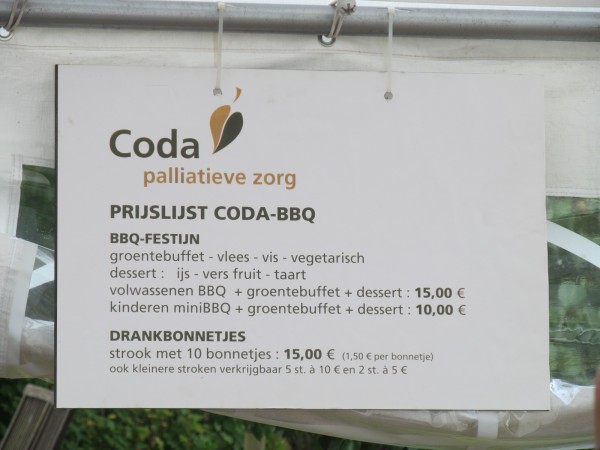 Coda
palliatieve zorg
PRIJSLIJST CODA-BBQ
BBQ-FESTIJN
groentebuffet - vlees - vis - vegetarisch
dessert : ijs - vers fruit - taart
volwassenen BBQ + groentebuffet + dessert : 15,00 €
kinderen miniBBQ + groentebuffet + dessert : 10,00 €
DRANKBONNETJES
strook met 10 bonnetjes : 15,00 € (1,50 € per bonnetje)
ook kleinere stroken verkrijgbaar 5 st. à 10 € en 2 st. à 5 €